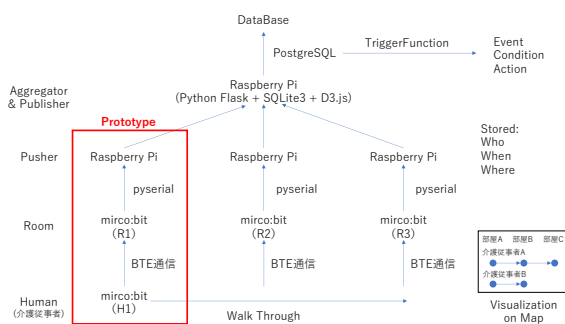 DataBase
PostgreSQL
TriggerFunction
Event
Condition
Action
Aggregator
& Publisher
Raspberry Pi
(Python Flask + SQLite3 + D3.js)
Prototype
Stored:
Who
When
Where
Pusher
Raspberry Pi
Raspberry Pi
Raspberry Pi
pyserial
pyserial
pyserial
Room
mirco:bit
(R1)
mirco:bit
(R2)
mirco:bit
(R3)
BTE通信
BTE通信
BTE通信
Human
(介護従事者)
mirco:bit
(H1)
Walk Through
部屋A 部屋B 部屋C
介護従事者A
介護従事者B
Visualization
on Map